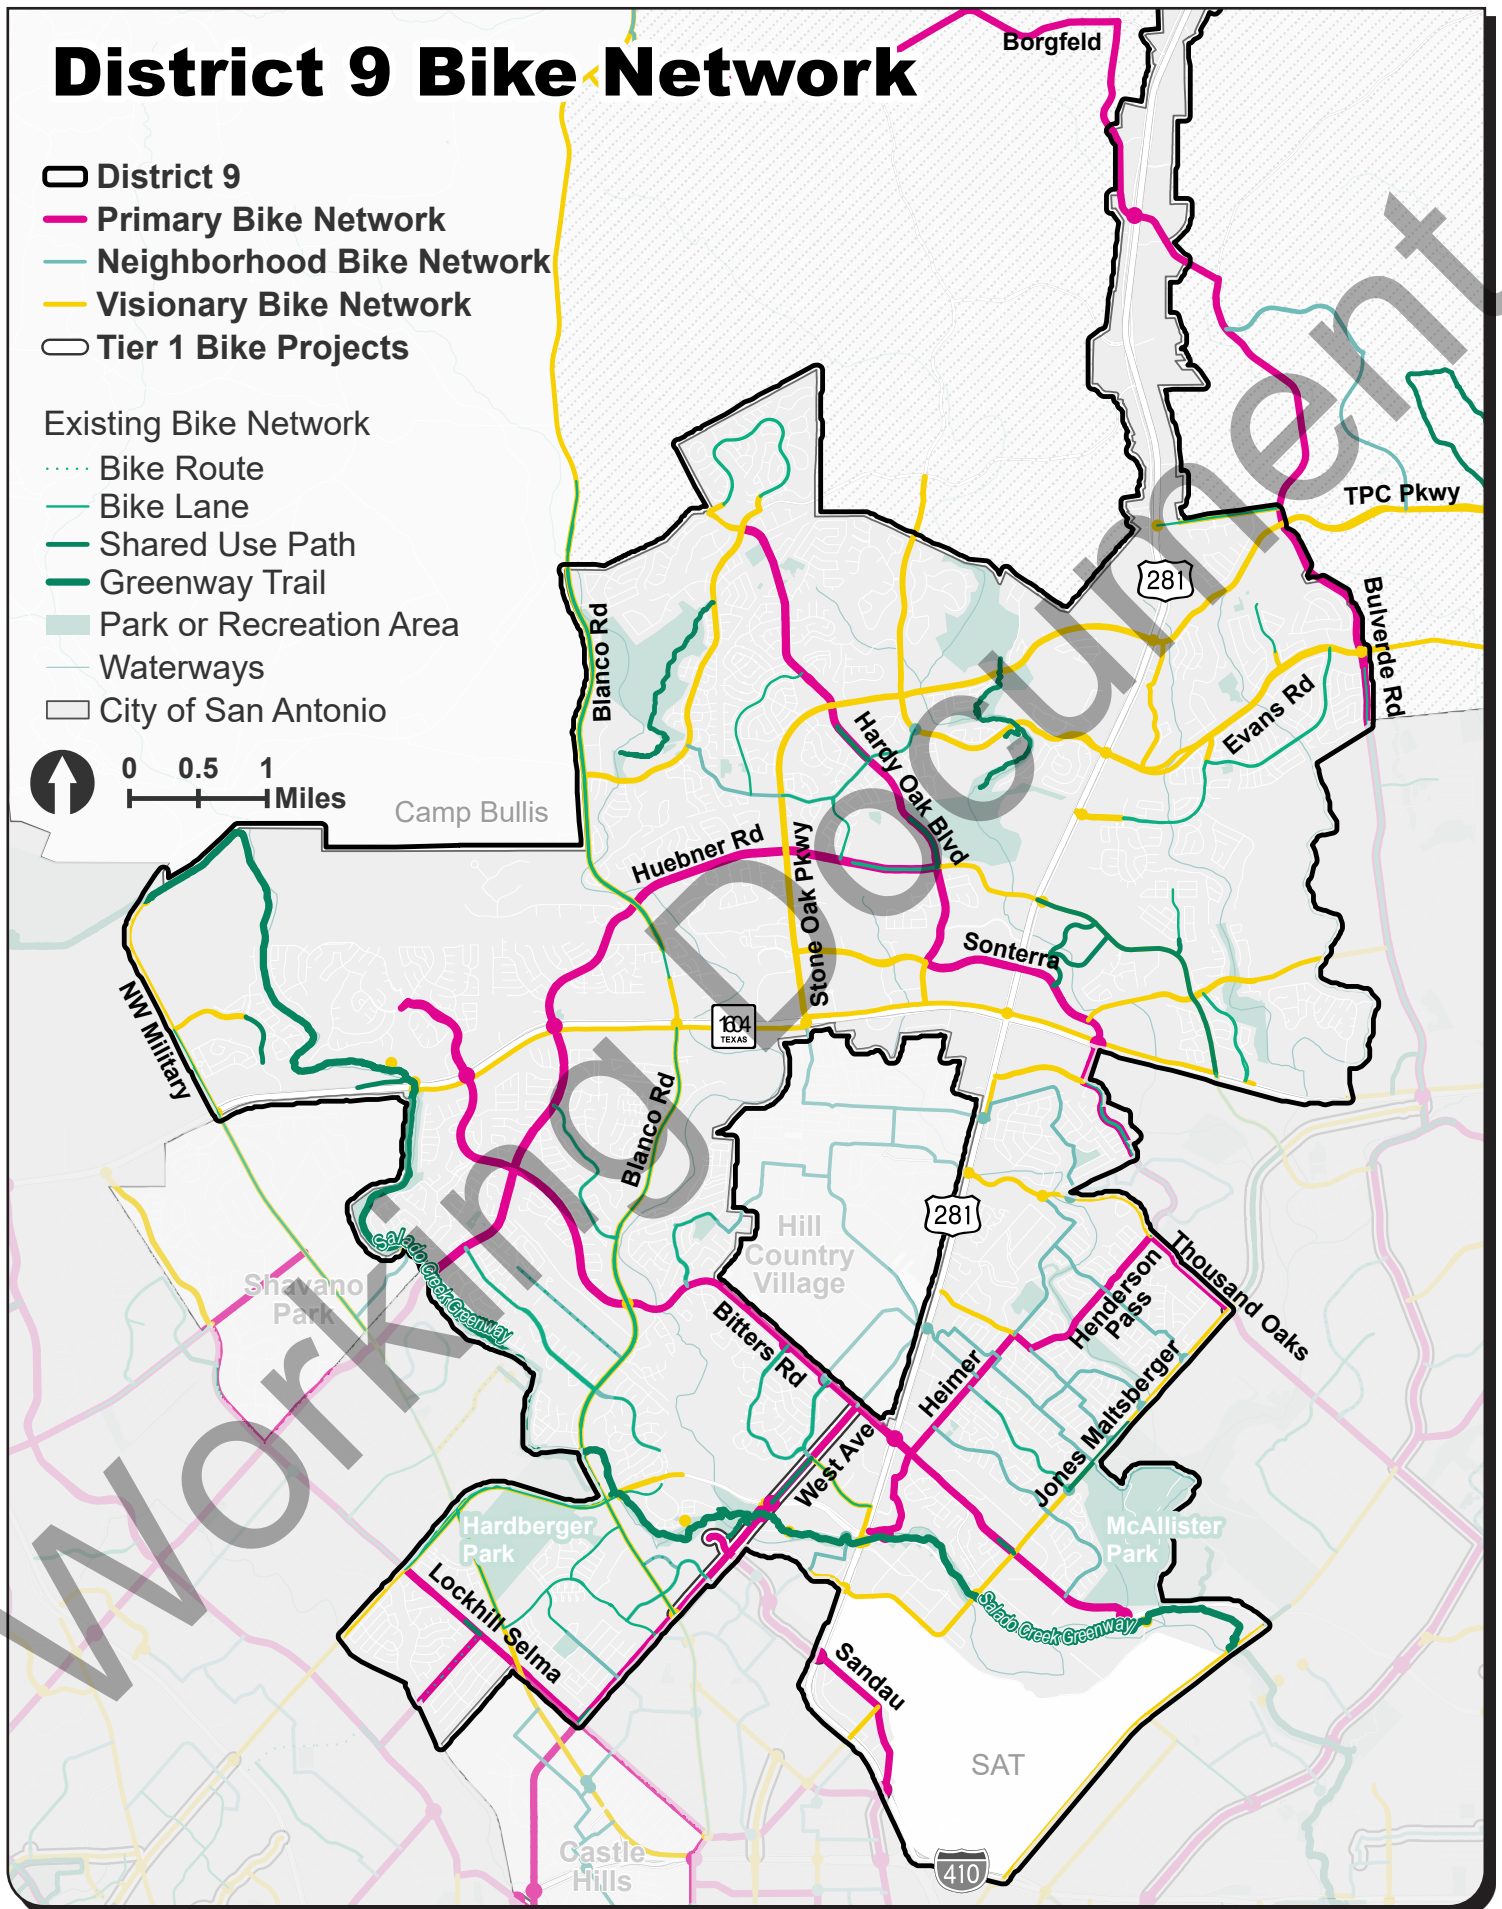 District 9 Bike Network
District 9
Primary Bike Network
Neighborhood Bike Network
Visionary Bike Network
Tier 1 Bike Projects
Existing Bike Network
Bike Route
Bike Lane
Shared Use Path
Greenway Trail
Park or Recreation Area
Waterways
City of San Antonio
0 0.5 1
Miles
Camp Bullis
Borgfeld
TPC Pkwy
281
Bulverde Rd
Blanco Rd
Evans Rd
Hardy Oak Blvd
Huebner Rd
Stone Oak Pkwy
Sonterra
NW Military
1604
TEXAS
Blanco Rd
281
Hill
Country
Village
Salado Creek Greenway
Shavano
Park
Thousand Oaks
Henderson
Pass
Bitters Rd
Heimer
Jones Maltsberger
West Ave
Hardberger
Park
McAllister
Park
Lockhill Selma
Salado Creek Greenway
Sandau
SAT
Castle
Hills
410
Working Document